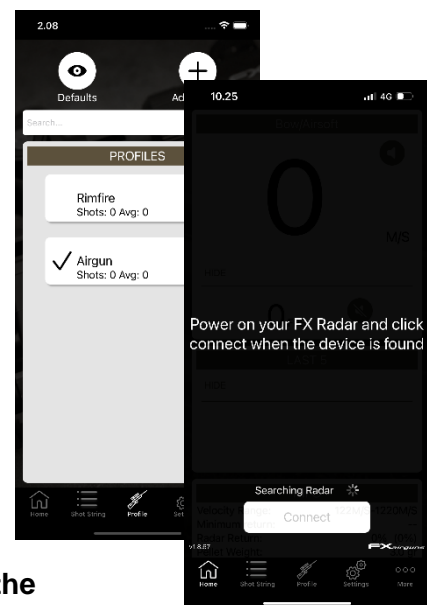 2.08
Defaults
Search...
PROFILES
Rimfire
Shots: 0 Avg: 0
Airgun
Shots: 0 Avg: 0
Home
Shot String
Profile
10.25
4G
0
M/S
HIDE
Power on your FX Radar and click
connect when the device is found
HIDE
Searching Radar
Connect
Home
Shot String
Profile
Settings
More
the